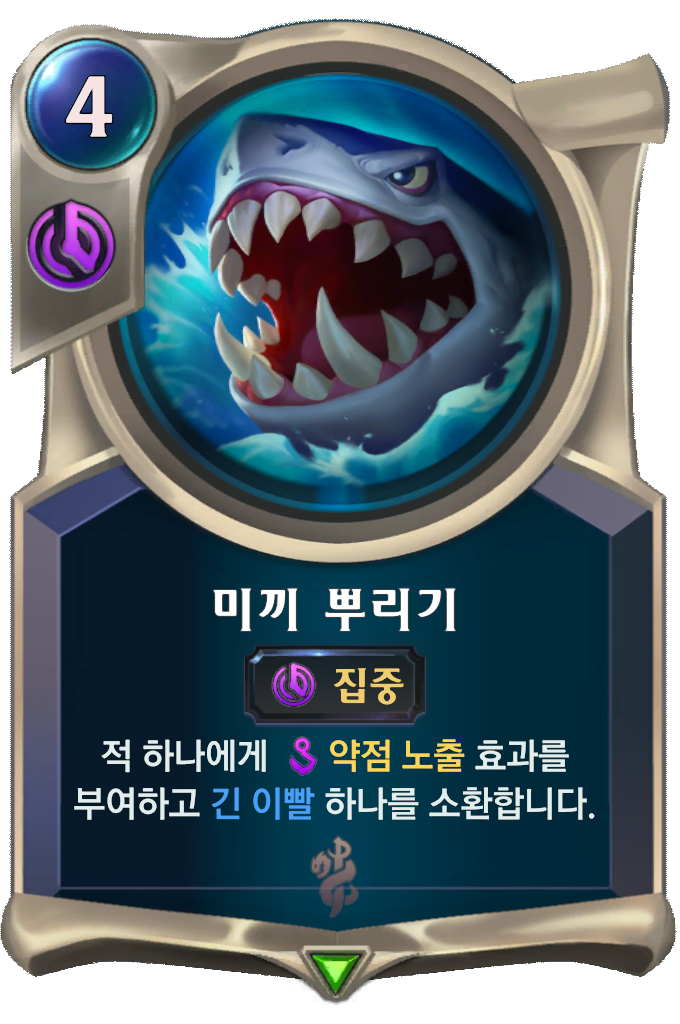 4
미끼 뿌리기
집중
적 하나에게 약점 노출 효과를
부여하고 긴 이빨 하나를 소환합니다.